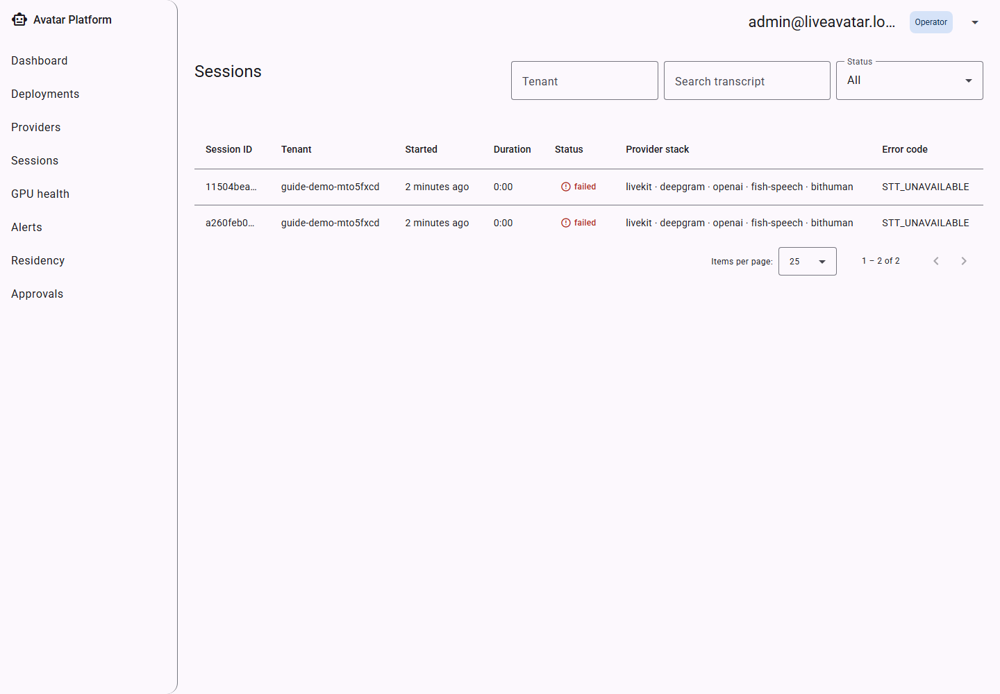 Avatar Platform
admin@liveavatar.lo...
Operator
Dashboard
Deployments
Providers
Sessions
GPU health
Alerts
Residency
Approvals
Sessions
Tenant
Search transcript
Status
All
Session ID Tenant Started Duration Status Provider stack Error code
11504bea... guide-demo-mto5fxcd 2 minutes ago 0:00 failed livekit · deepgram · openai · fish-speech · bithuman STT_UNAVAILABLE
a260feb0... guide-demo-mto5fxcd 2 minutes ago 0:00 failed livekit · deepgram · openai · fish-speech · bithuman STT_UNAVAILABLE
Items per page: 25 1 – 2 of 2